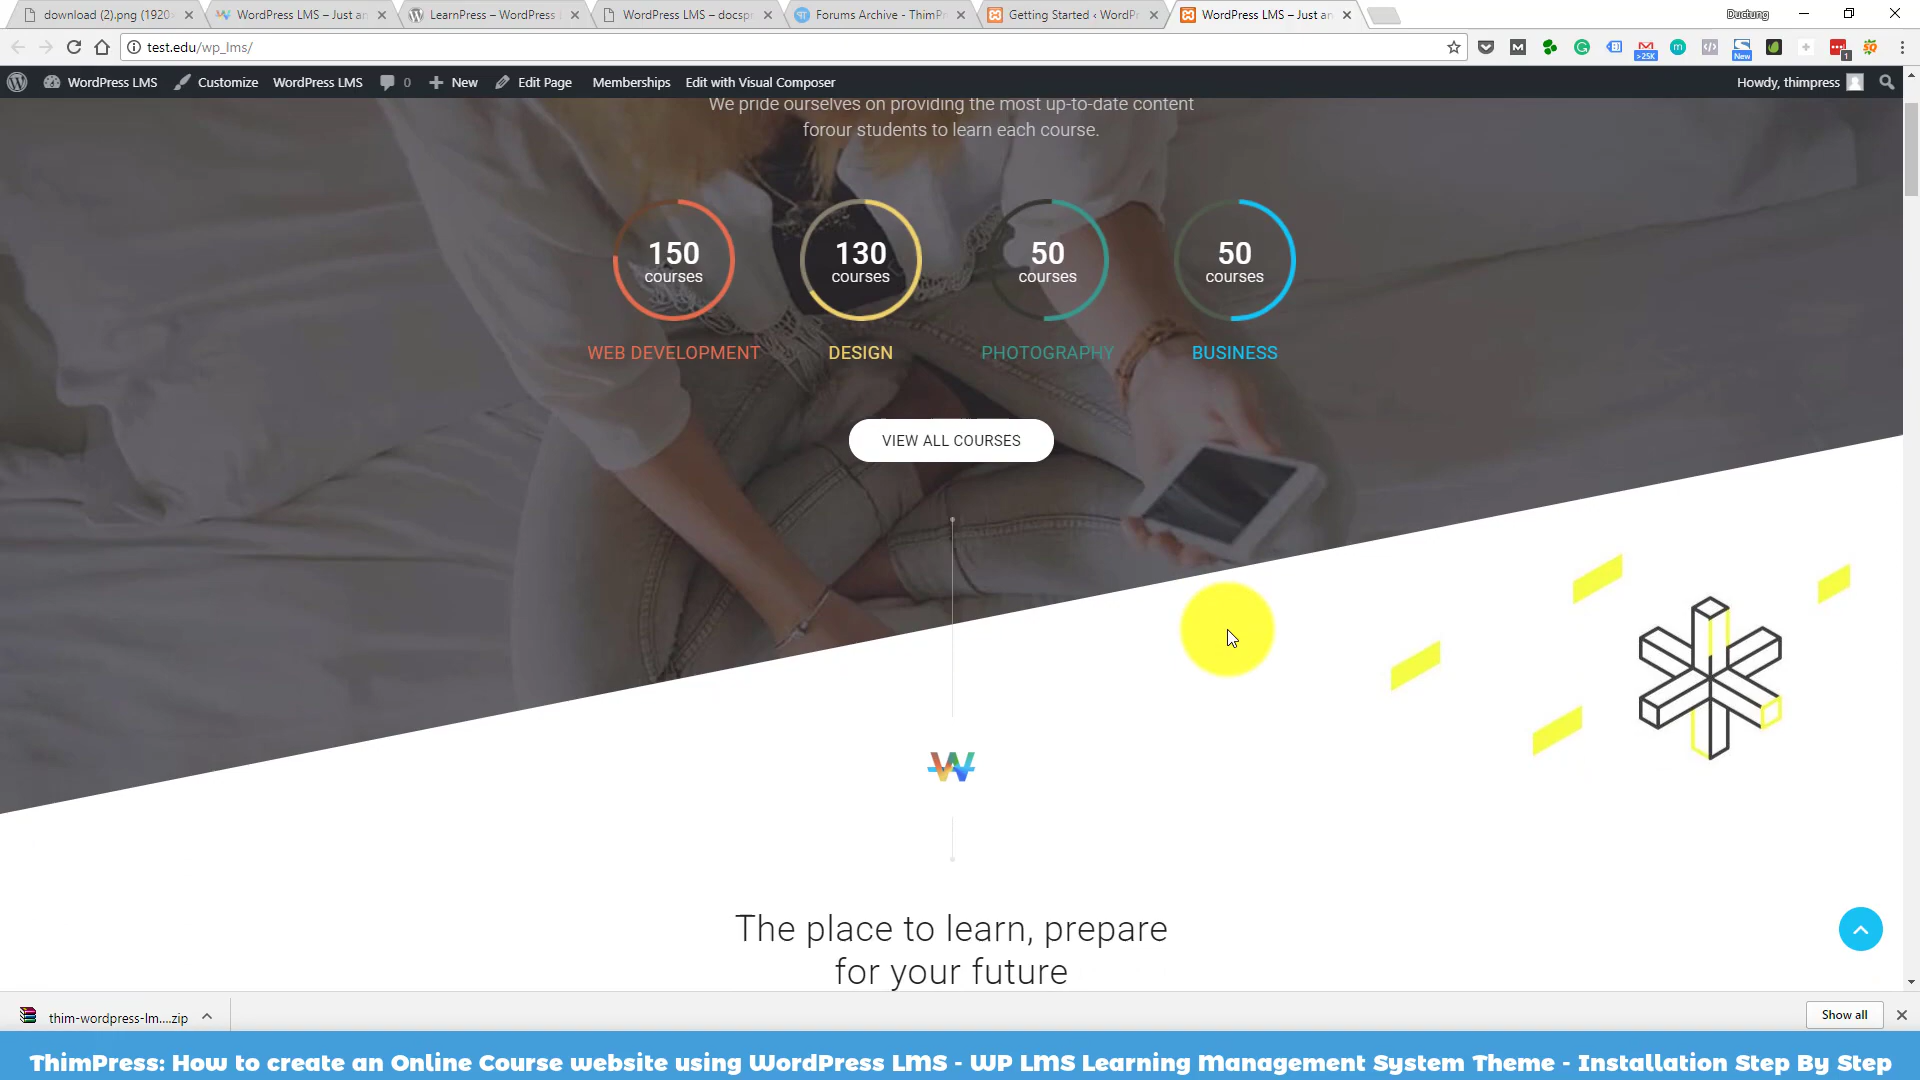 download (2).png (1920
WordPress LMS – Just an
LearnPress – WordPress
WordPress LMS – docspr
Forums Archive - ThimP
Getting Started ‹ WordPr
WordPress LMS – Just an
Ductung
test.edu/wp_lms/
>25K
New
1
WordPress LMS
Customize
WordPress LMS
0
New
Edit Page
Memberships
Edit with Visual Composer
Howdy, thimpress
We pride ourselves on providing the most up-to-date content
forour students to learn each course.
150
courses
WEB DEVELOPMENT
130
courses
DESIGN
50
courses
PHOTOGRAPHY
50
courses
BUSINESS
VIEW ALL COURSES
The place to learn, prepare
for your future
thim-wordpress-lm....zip
Show all
ThimPress: How to create an Online Course website using WordPress LMS - WP LMS Learning Management System Theme - Installation Step By Step